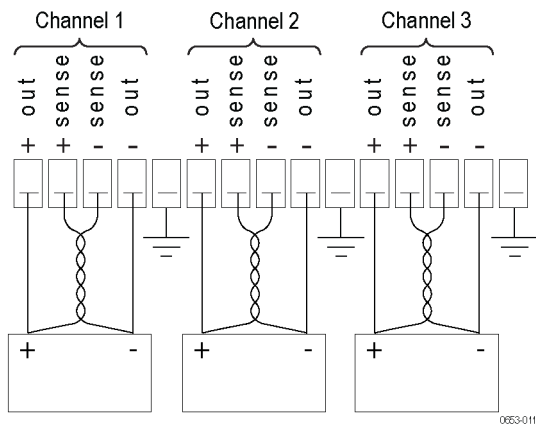 Channel 1 Channel 2 Channel 3
+ out + sense - sense - out + out + sense - sense - out + out + sense - sense - out
+ - + - + -
0653-011